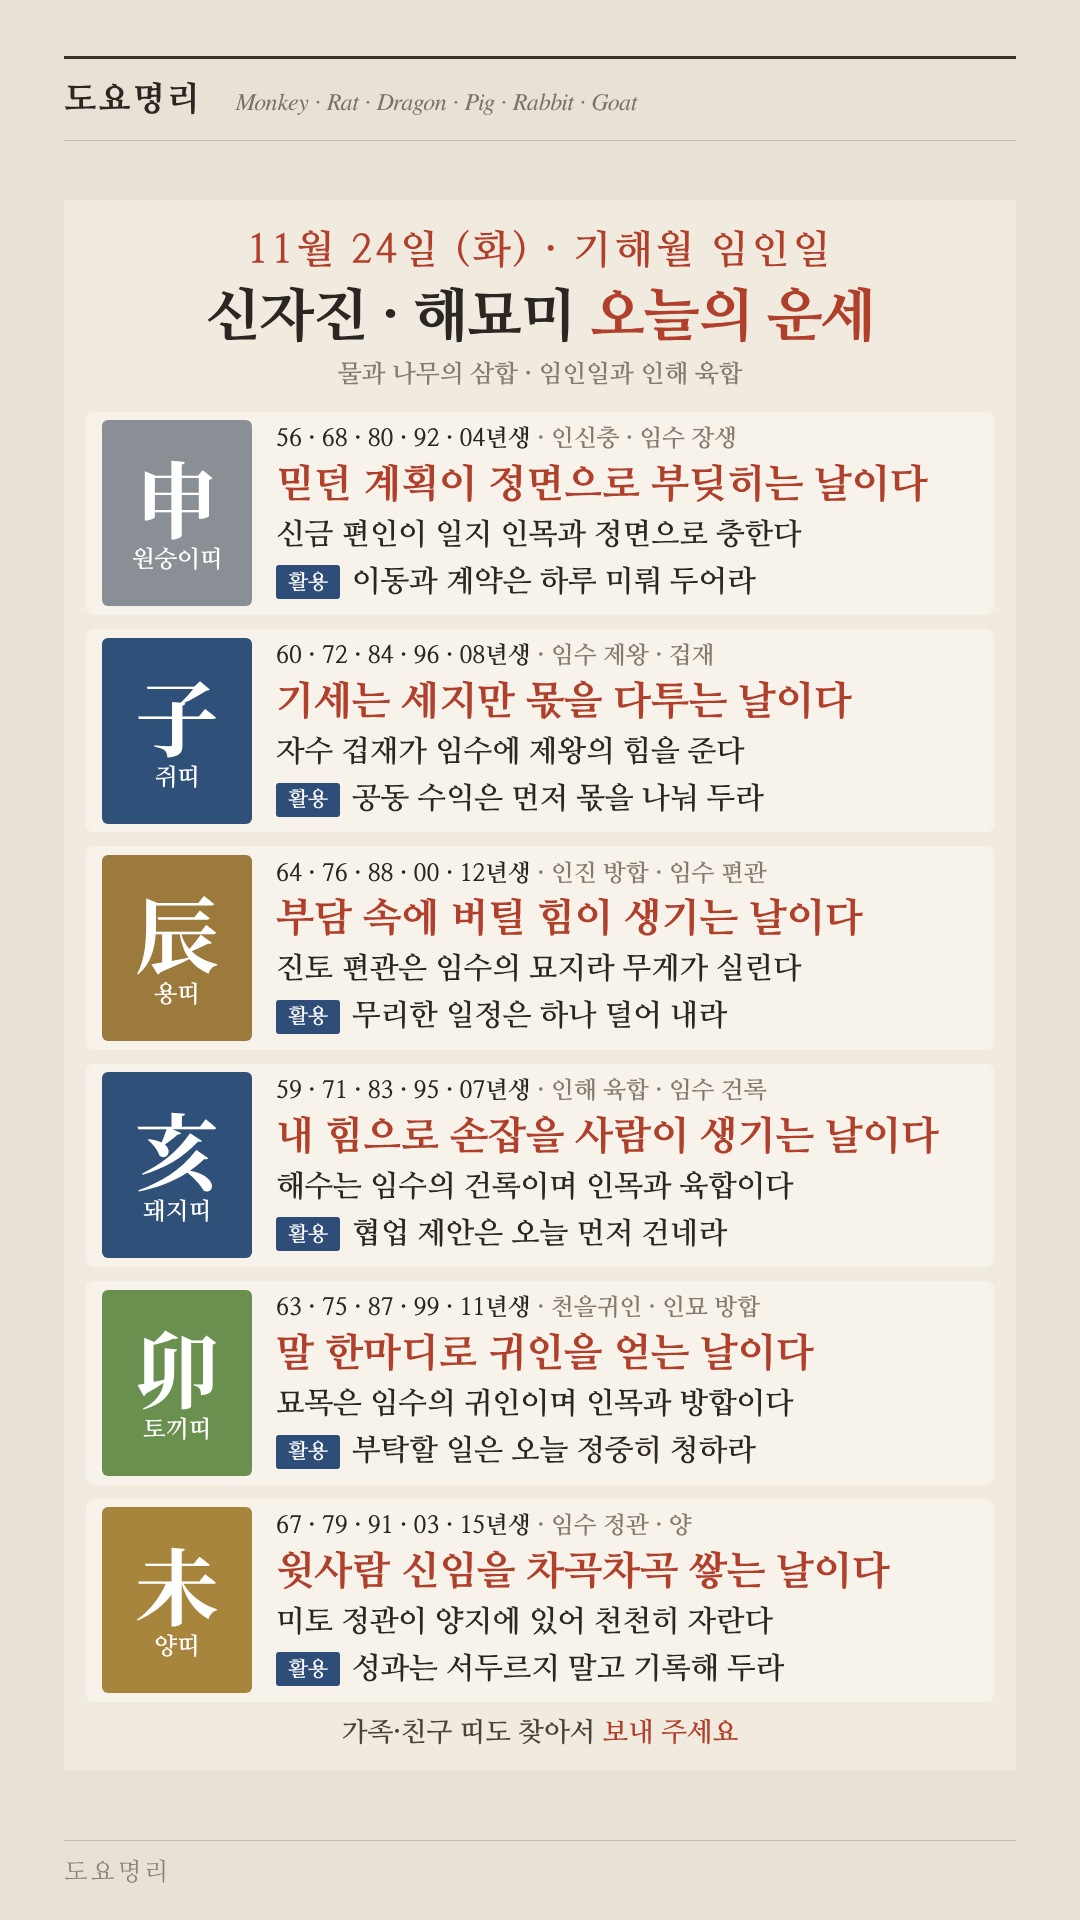 도요명리 Monkey · Rat · Dragon · Pig · Rabbit · Goat
11월 24일 (화) · 기해월 임인일
신자진 · 해묘미 오늘의 운세
물과 나무의 삼합 · 임인일과 인해 육합
申
원숭이띠
56 · 68 · 80 · 92 · 04년생 · 인신충 · 임수 장생
믿던 계획이 정면으로 부딪히는 날이다
신금 편인이 일지 인목과 정면으로 충한다
활용 이동과 계약은 하루 미뤄 두어라
子
쥐띠
60 · 72 · 84 · 96 · 08년생 · 임수 제왕 · 겁재
기세는 세지만 몫을 다투는 날이다
자수 겁재가 임수에 제왕의 힘을 준다
활용 공동 수익은 먼저 몫을 나눠 두라
辰
용띠
64 · 76 · 88 · 00 · 12년생 · 인진 방합 · 임수 편관
부담 속에 버틸 힘이 생기는 날이다
진토 편관은 임수의 묘지라 무게가 실린다
활용 무리한 일정은 하나 덜어 내라
亥
돼지띠
59 · 71 · 83 · 95 · 07년생 · 인해 육합 · 임수 건록
내 힘으로 손잡을 사람이 생기는 날이다
해수는 임수의 건록이며 인목과 육합이다
활용 협업 제안은 오늘 먼저 건네라
卯
토끼띠
63 · 75 · 87 · 99 · 11년생 · 천을귀인 · 인묘 방합
말 한마디로 귀인을 얻는 날이다
묘목은 임수의 귀인이며 인목과 방합이다
활용 부탁할 일은 오늘 정중히 청하라
未
양띠
67 · 79 · 91 · 03 · 15년생 · 임수 정관 · 양
윗사람 신임을 차곡차곡 쌓는 날이다
미토 정관이 양지에 있어 천천히 자란다
활용 성과는 서두르지 말고 기록해 두라
가족·친구 띠도 찾아서 보내 주세요
도요명리